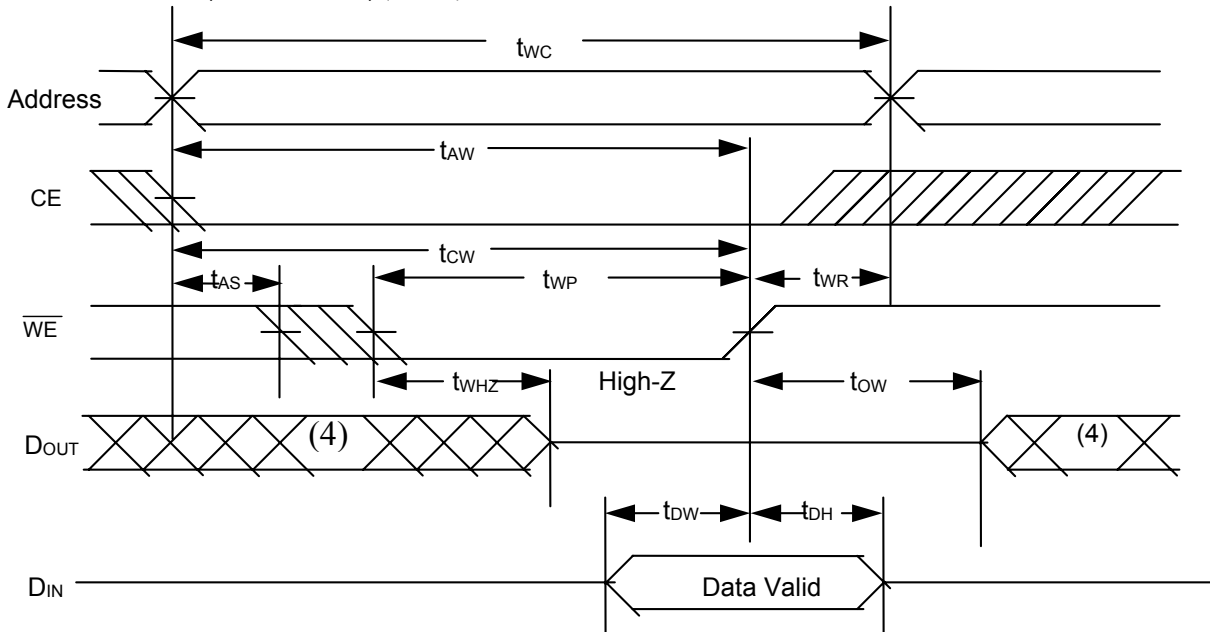 tWC
Address
tAW
CE
tCW
tAS
tWP
tWR
WE
tWHZ
High-Z
tOW
DOUT
(4)
(4)
tDW
tDH
DIN
Data Valid